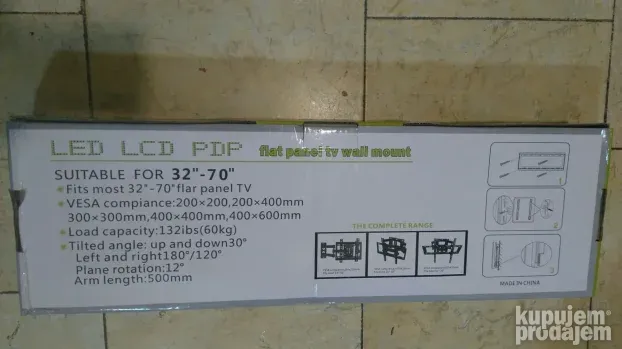 LED LCD PDP flat panel tv wall mount
SUITABLE FOR 32"-70"
Fits most 32"-70"flar panel TV
VESA compiance:200×200,200×400mm
300×300mm,400×400mm,400×600mm
Load capacity:132ibs(60kg)
Tilted angle: up and down30°
Left and right180°/120°
Plane rotation:12°
Arm length:500mm
THE COMPLETE RANGE
1
2
3
MADE IN CHINA
kupujem
prodajem